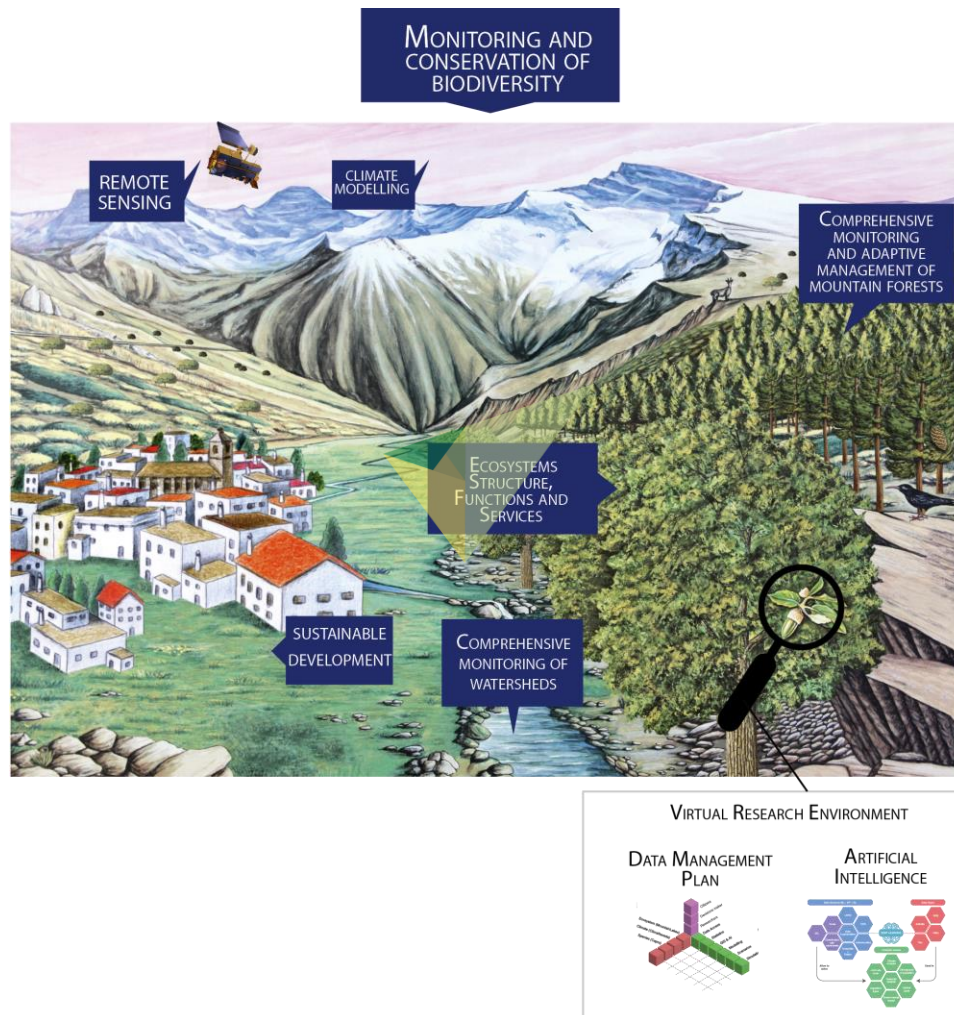 MONITORING AND
CONSERVATION OF
BIODIVERSITY
REMOTE
SENSING
CLIMATE
MODELLING
COMPREHENSIVE
MONITORING
AND ADAPTIVE
MANAGEMENT OF
MOUNTAIN FORESTS
ECOSYSTEMS
STRUCTURE,
FUNCTIONS AND
SERVICES
SUSTAINABLE
DEVELOPMENT
COMPREHENSIVE
MONITORING OF
WATERSHEDS
VIRTUAL RESEARCH ENVIRONMENT
DATA MANAGEMENT
PLAN
ARTIFICIAL
INTELLIGENCE